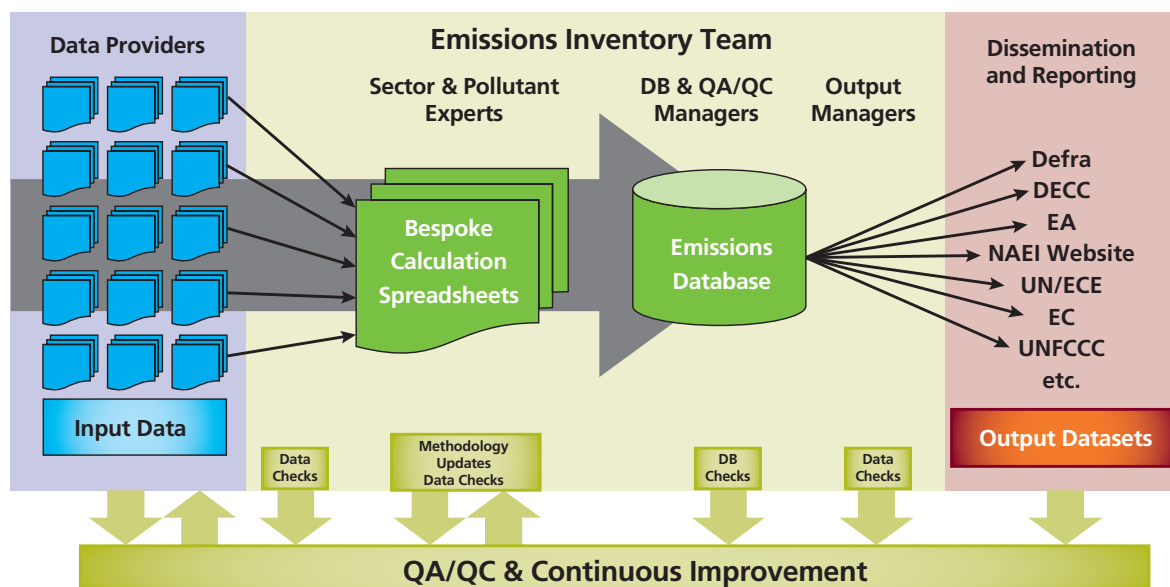 Data Providers
Emissions Inventory Team
Dissemination
and Reporting
Sector & Pollutant
Experts
DB & QA/QC
Managers
Output
Managers
Bespoke
Calculation
Spreadsheets
Emissions
Database
Defra
DECC
EA
NAEI Website
UN/ECE
EC
UNFCCC
etc.
Input Data
Output Datasets
Data
Checks
Methodology
Updates
Data Checks
DB
Checks
Data
Checks
QA/QC & Continuous Improvement